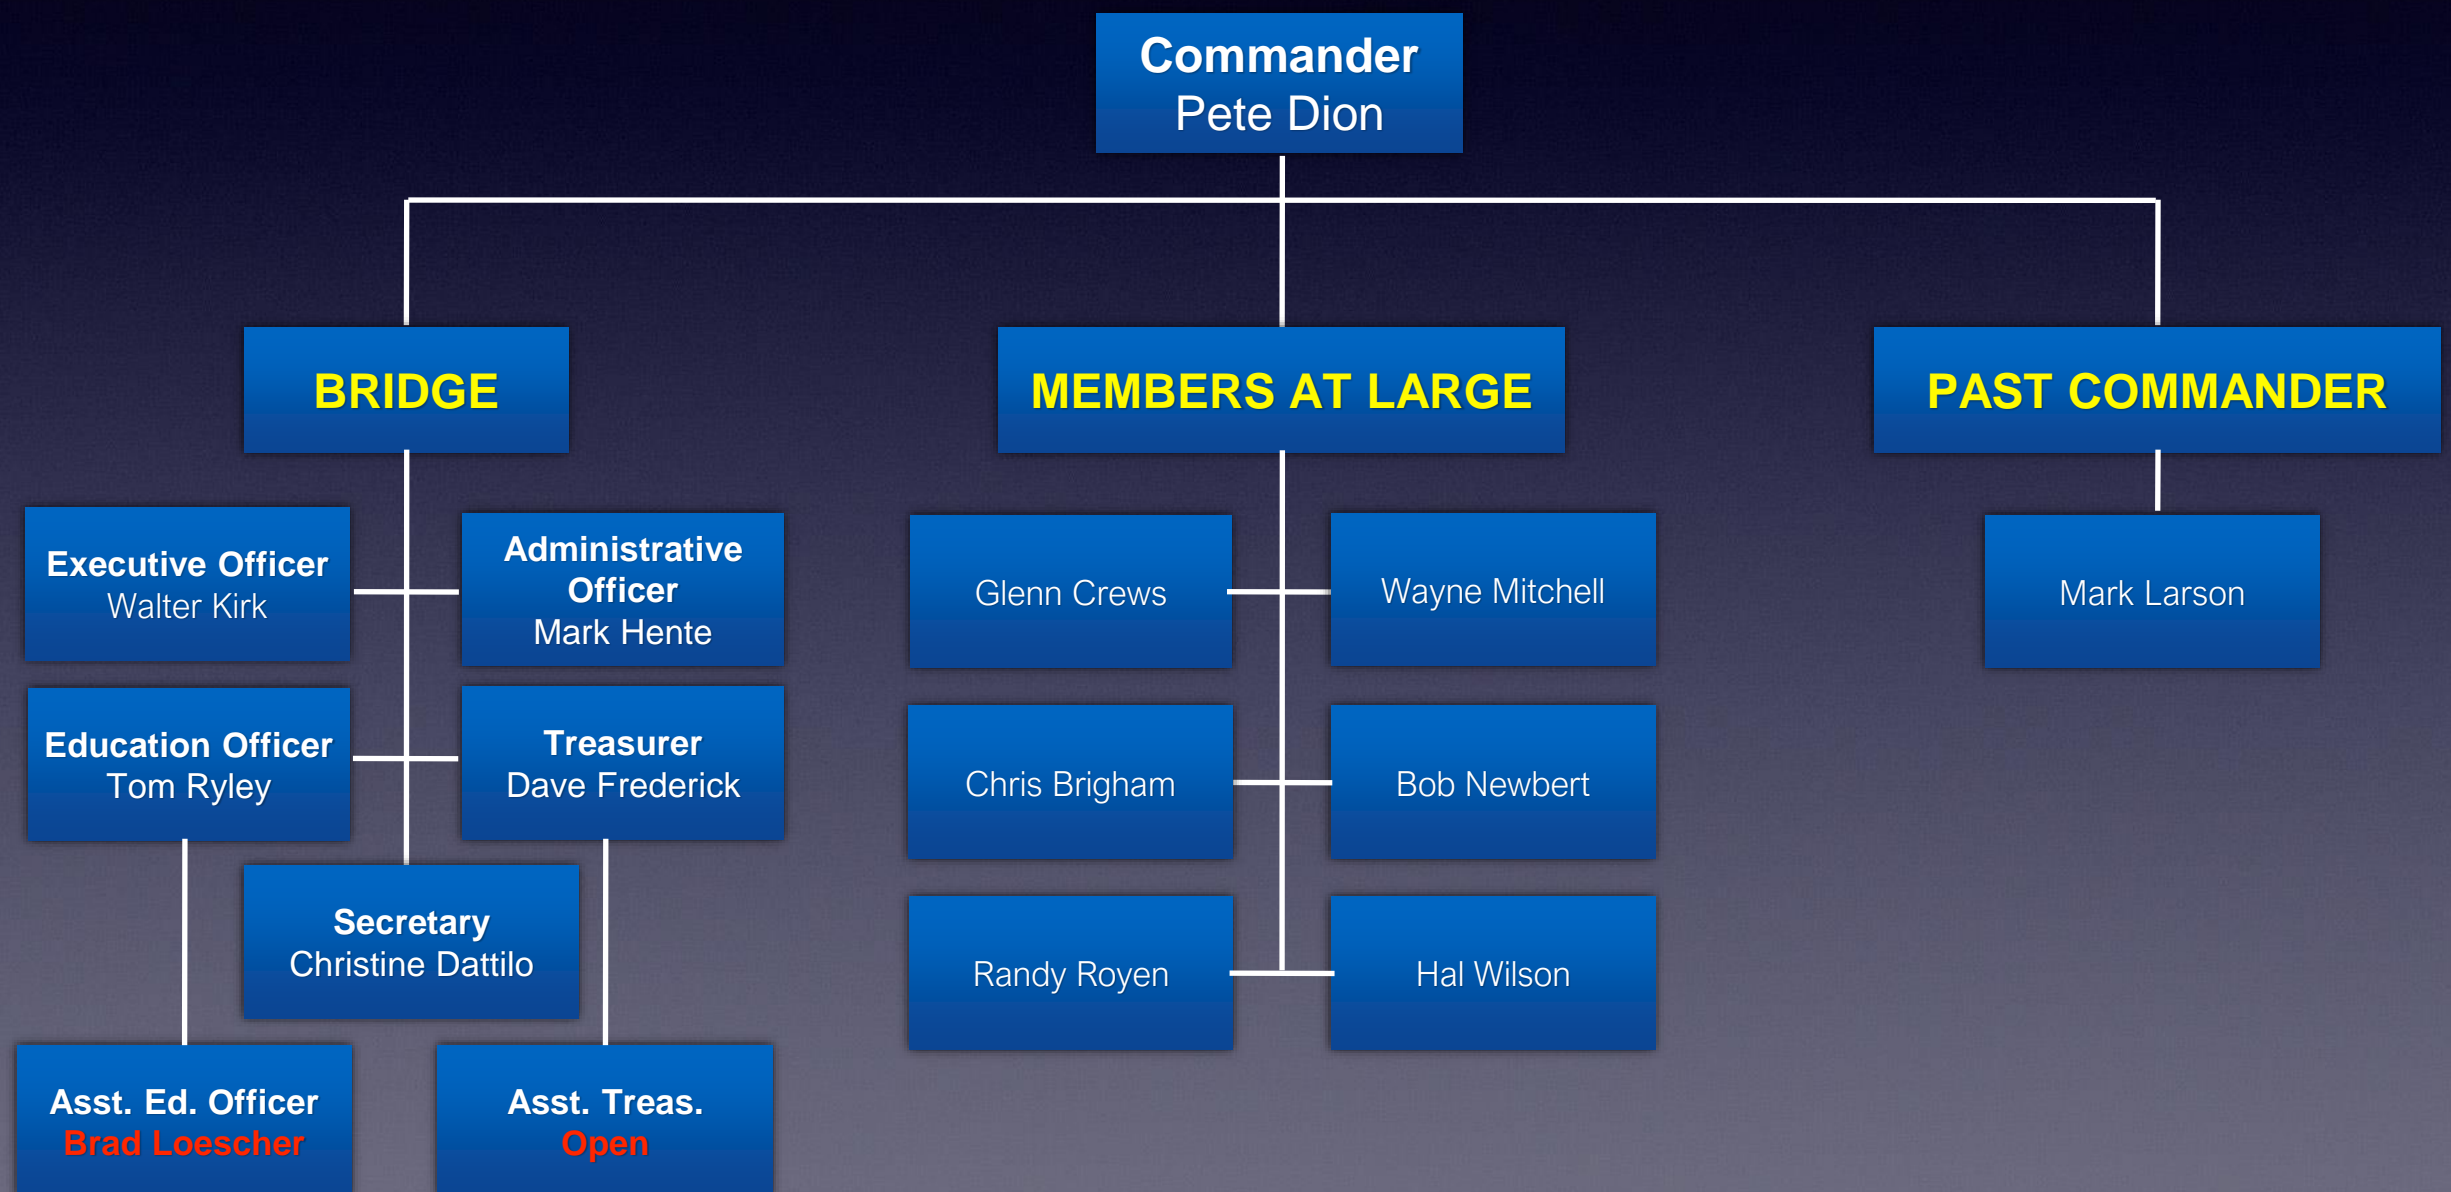 Commander
Pete Dion
BRIDGE
MEMBERS AT LARGE
PAST COMMANDER
Executive Officer
Walter Kirk
Administrative
Officer
Mark Hente
Glenn Crews
Wayne Mitchell
Mark Larson
Education Officer
Tom Ryley
Treasurer
Dave Frederick
Chris Brigham
Bob Newbert
Secretary
Christine Dattilo
Randy Royen
Hal Wilson
Asst. Ed. Officer
Brad Loescher
Asst. Treas.
Open